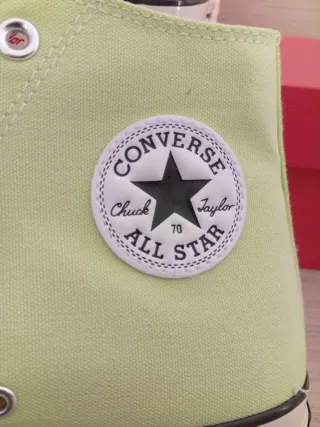 CONVERSE
Chuck Taylor
70
ALL STAR